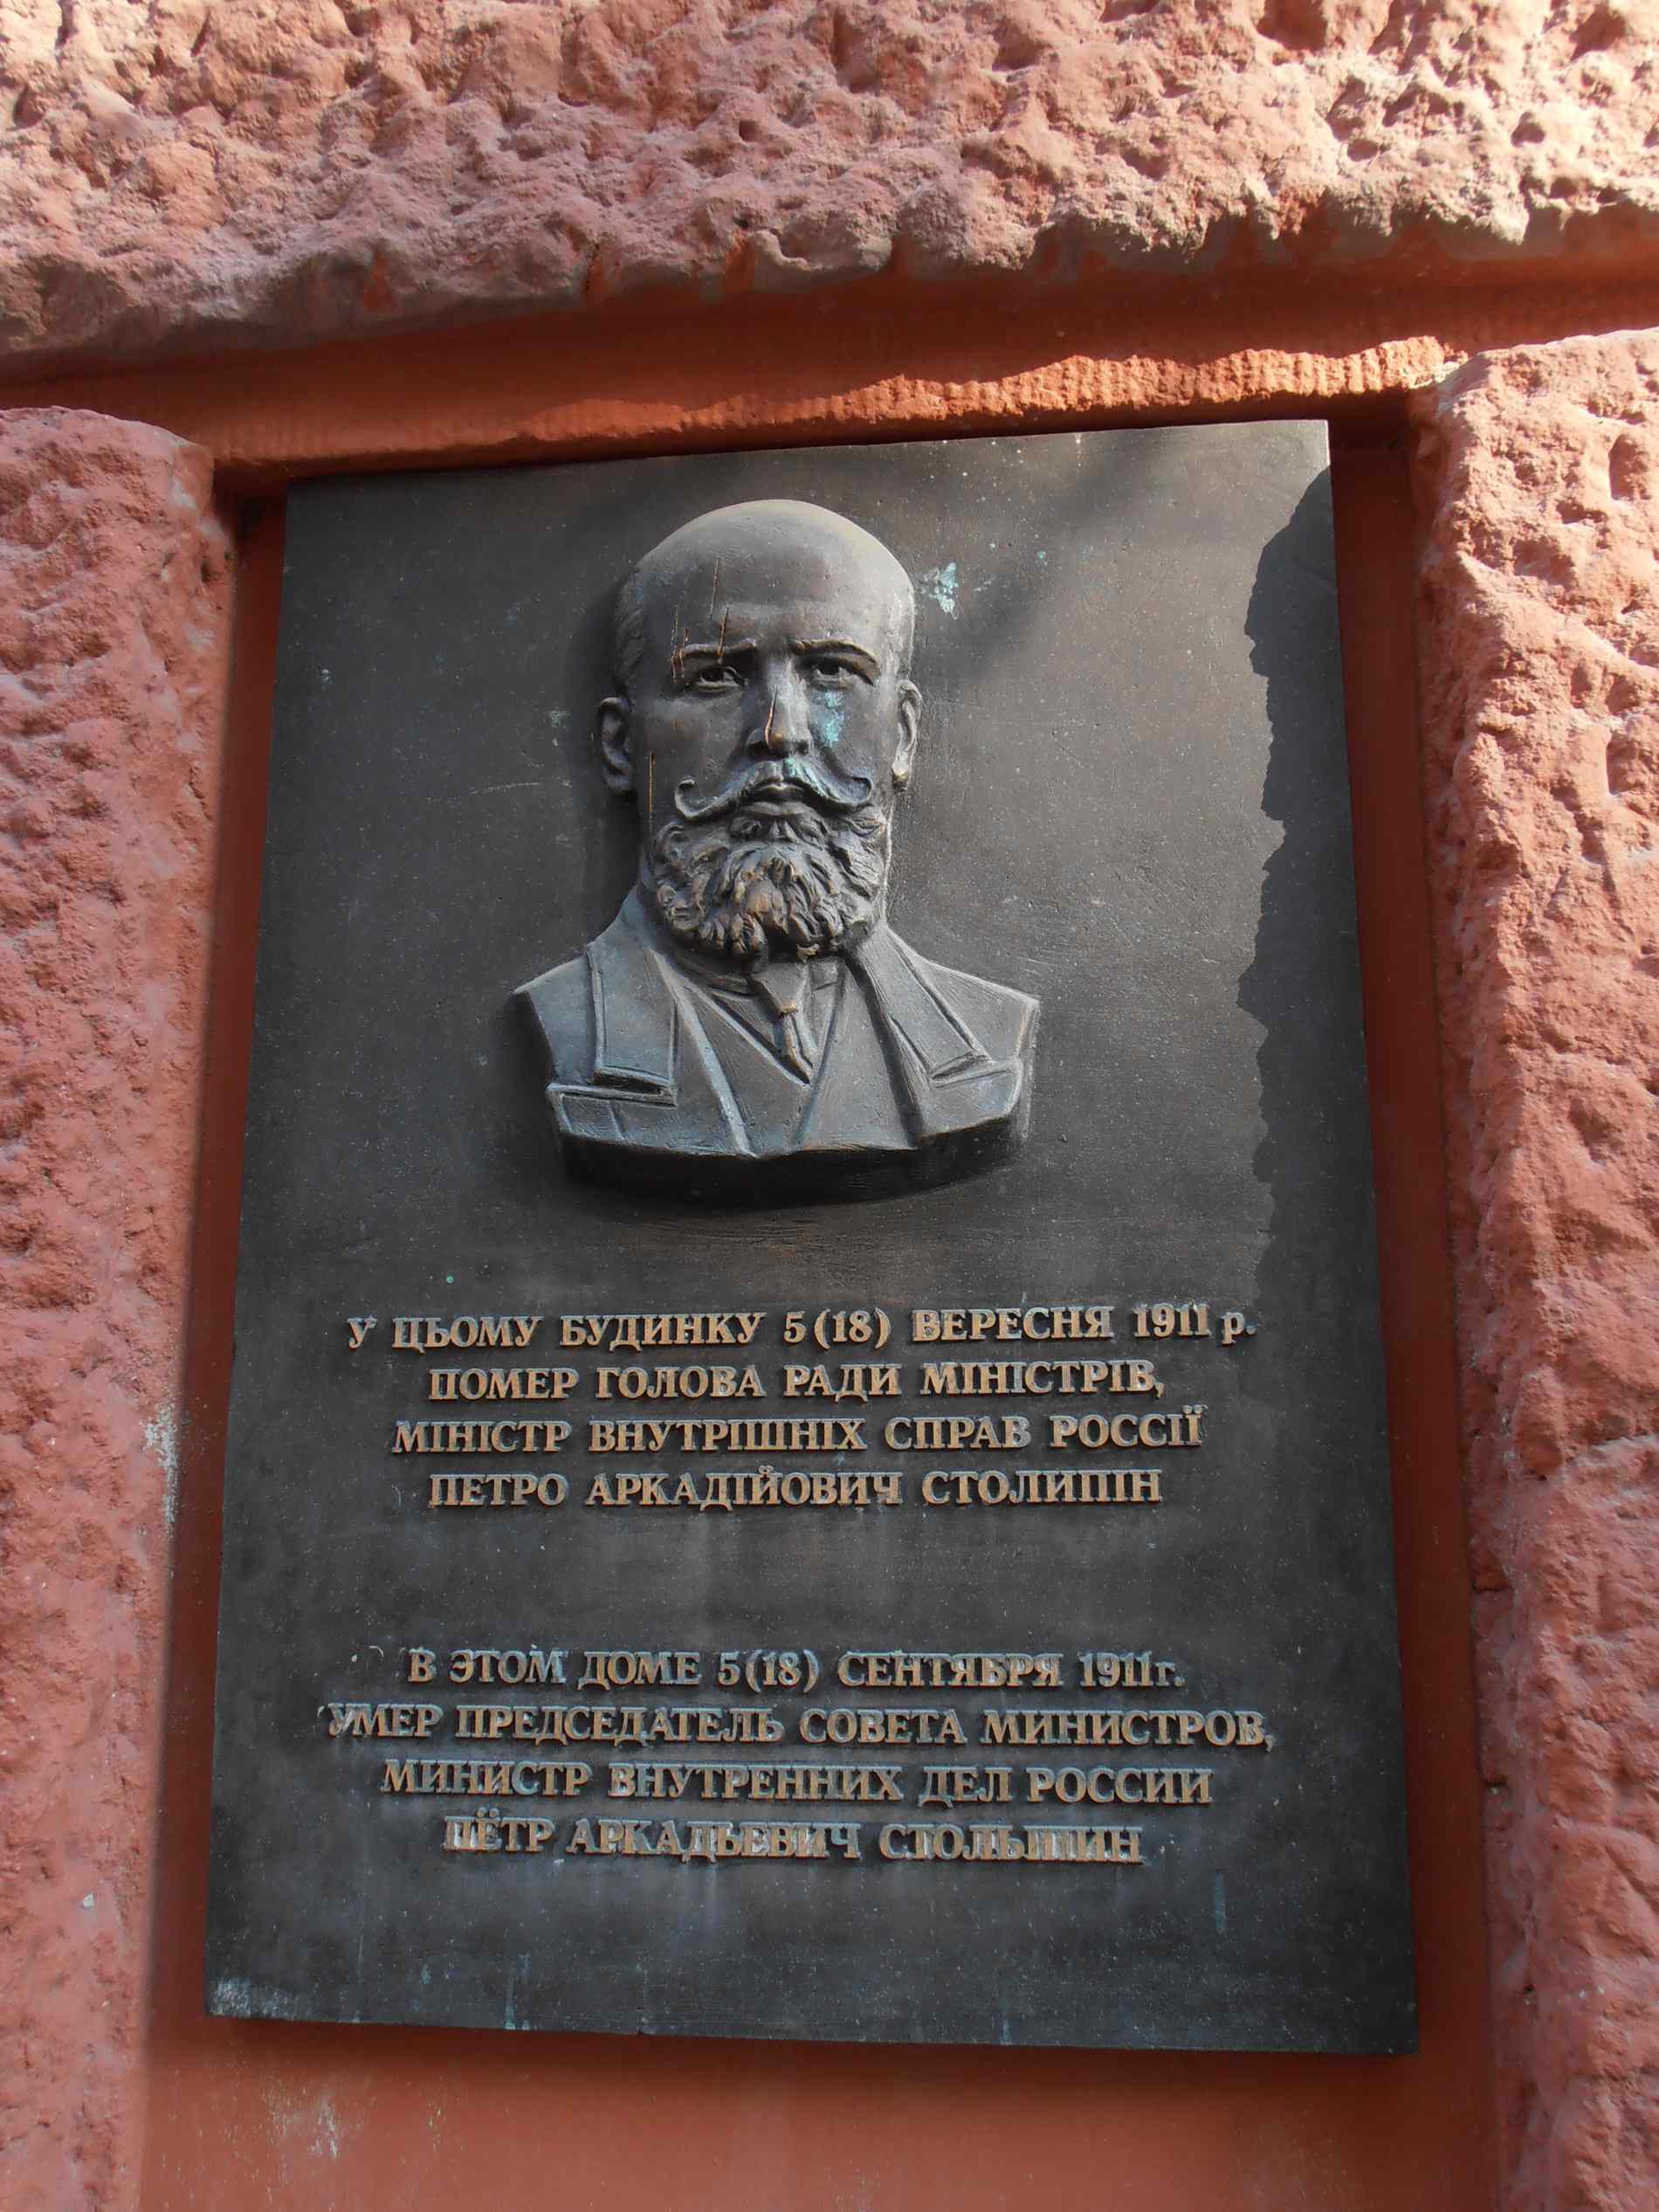 У ЦЬОМУ БУДИНКУ 5 (18) ВЕРЕСНЯ 1911 р.
ПОМЕР ГОЛОВА РАДИ МІНІСТРІВ,
МІНІСТР ВНУТРІШНІХ СПРАВ РОССІЇ
ПЕТРО АРКАДІЙОВИЧ СТОЛИПІН
В ЭТОМ ДОМЕ 5 (18) СЕНТЯБРЯ 1911 г.
УМЕР ПРЕДСЕДАТЕЛЬ СОВЕТА МИНИСТРОВ,
МИНИСТР ВНУТРЕННИХ ДЕЛ РОССИИ
ПЁТР АРКАДЬЕВИЧ СТОЛЫПИН